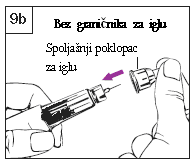 9b
Bez graničnika za iglu
Spoljašnji poklopac
za iglu